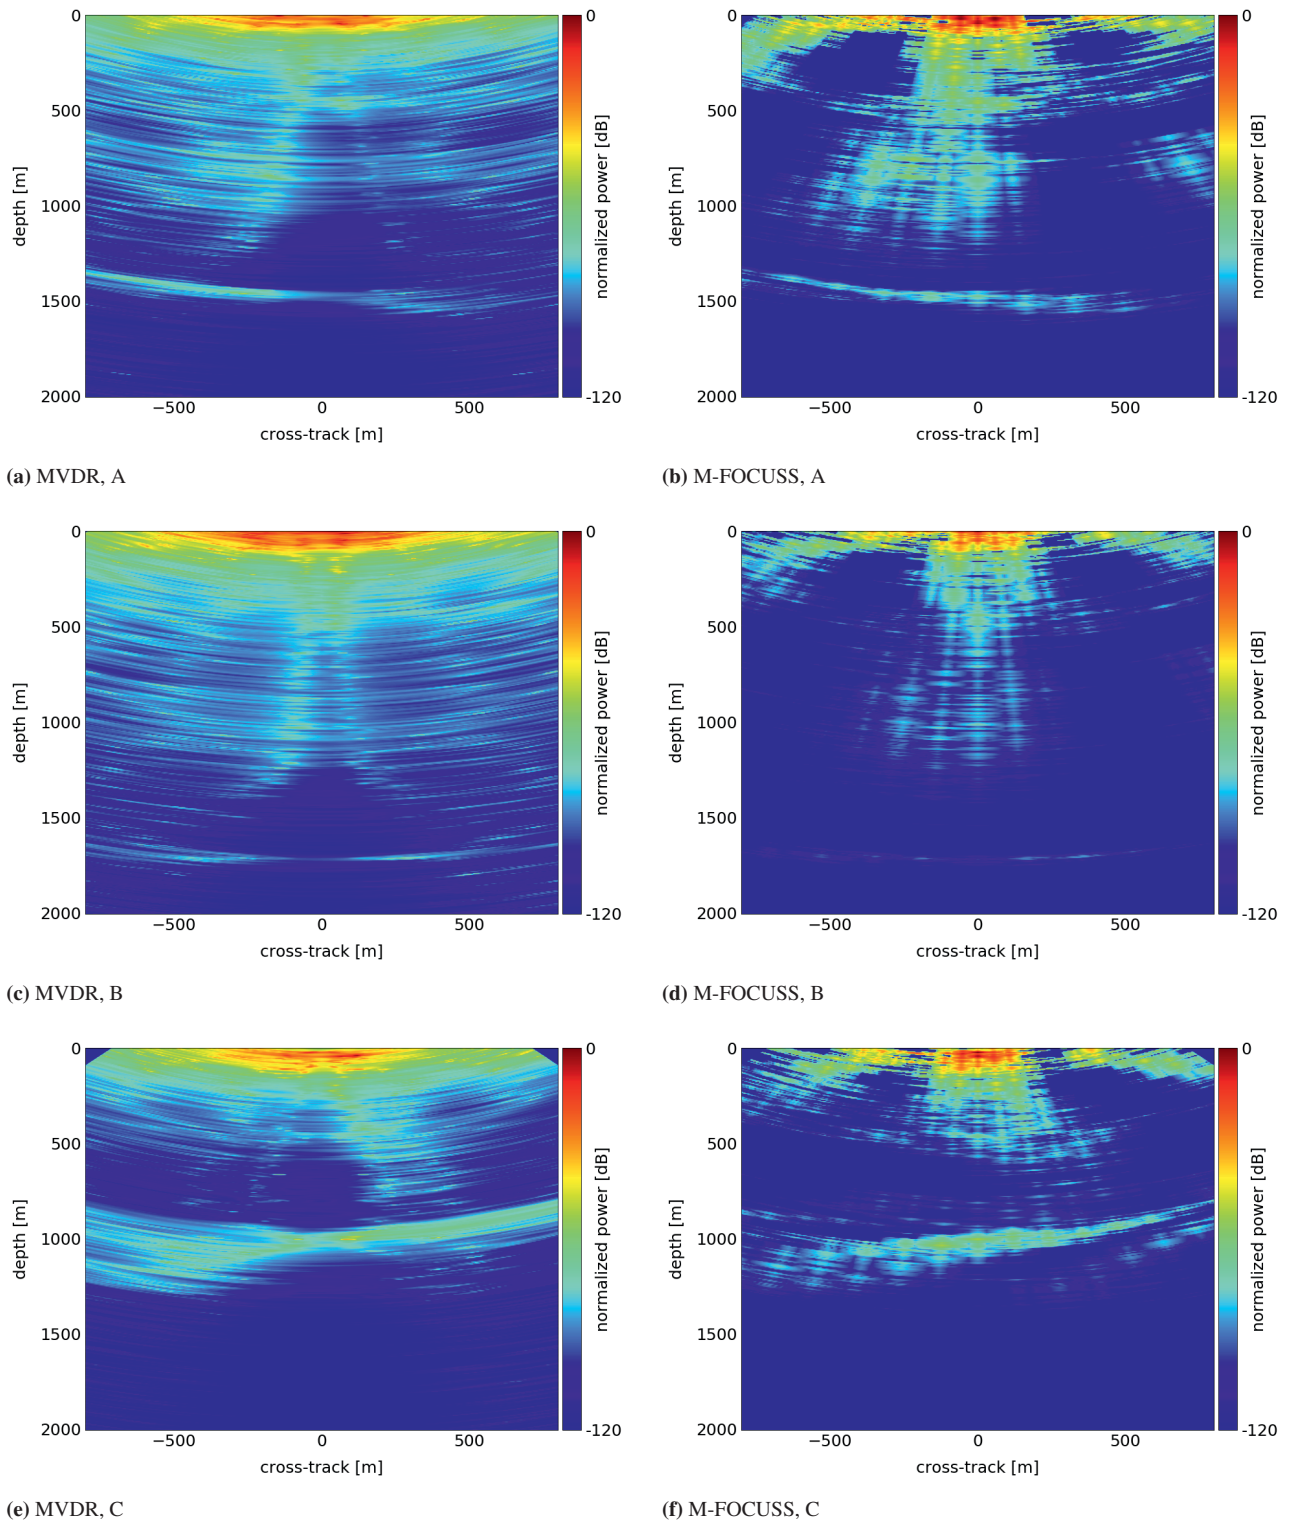 0
500
1000
1500
2000
depth [m]
−500
0
500
cross-track [m]
0
-120
normalized power [dB]
(a) MVDR, A
0
500
1000
1500
2000
depth [m]
−500
0
500
cross-track [m]
0
-120
normalized power [dB]
(b) M-FOCUSS, A
0
500
1000
1500
2000
depth [m]
−500
0
500
cross-track [m]
0
-120
normalized power [dB]
(c) MVDR, B
0
500
1000
1500
2000
depth [m]
−500
0
500
cross-track [m]
0
-120
normalized power [dB]
(d) M-FOCUSS, B
0
500
1000
1500
2000
depth [m]
−500
0
500
cross-track [m]
0
-120
normalized power [dB]
(e) MVDR, C
0
500
1000
1500
2000
depth [m]
−500
0
500
cross-track [m]
0
-120
normalized power [dB]
(f) M-FOCUSS, C